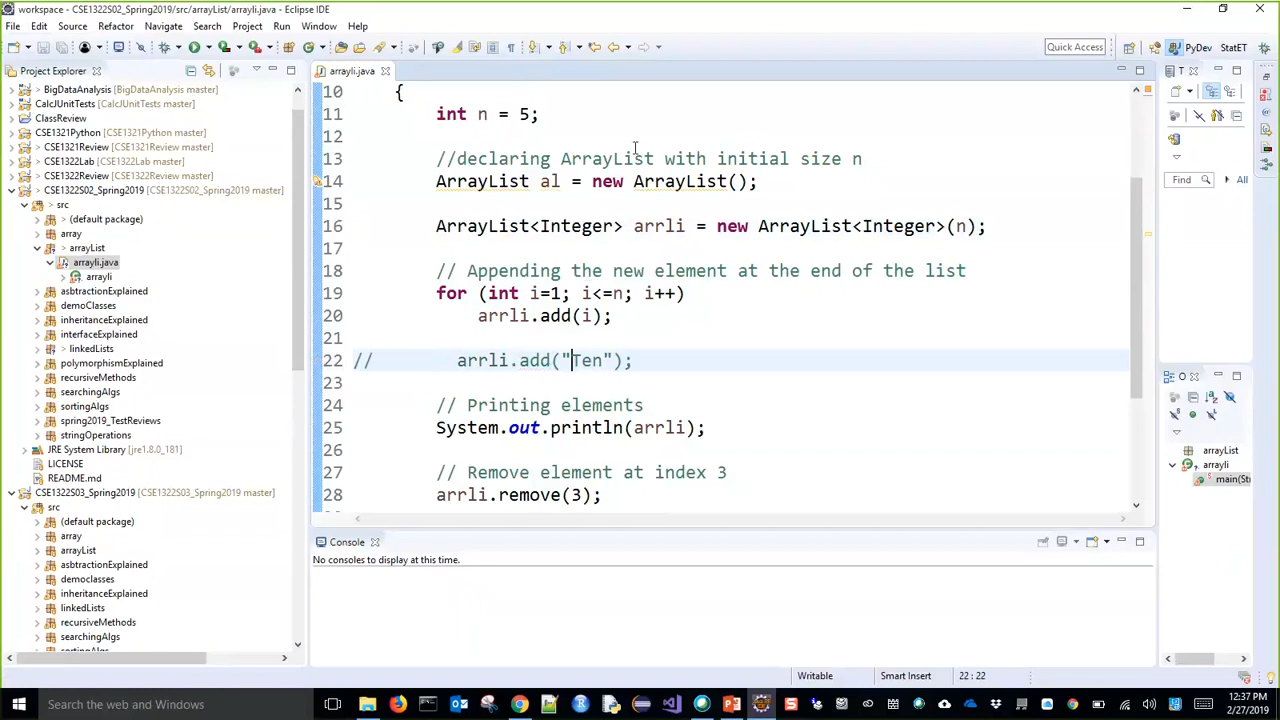 workspace - CSE1322S02_Spring2019/src/arrayList/arrayli.java - Eclipse IDE
File Edit Source Refactor Navigate Search Project Run Window Help
Quick Access
PyDev
StatET
Project Explorer
> BigDataAnalysis [BigDataAnalysis master]
> CalcJUnitTests [CalcJUnitTests master]
ClassReview
CSE1321Python [CSE1322Review master]
> CSE1321Review [CSE1321Review master]
> CSE1322Lab [CSE1322Lab master]
> CSE1322Review [CSE1322Review master]
> CSE1322S02_Spring2019 [CSE1322S02_Spring2019 master]
> src
> (default package)
array
> arrayList
arrayli.java
arrayli
asbtractionExplained
demoClasses
inheritanceExplained
interfaceExplained
> linkedLists
polymorphismExplained
recursiveMethods
searchingAlgs
sortingAlgs
spring2019_TestReviews
stringOperations
JRE System Library [jre1.8.0_181]
LICENSE
README.md
CSE1322S03_Spring2019 [CSE1322S03_Spring2019 master]
src
(default package)
array
arrayList
asbtractionExplained
democlasses
inheritanceExplained
linkedLists
recursiveMethods
searchingAlgs
sortingAlgs
arrayli.java
10 {
11 int n = 5;
12
13 //declaring ArrayList with initial size n
14 ArrayList al = new ArrayList();
15
16 ArrayList<Integer> arrli = new ArrayList<Integer>(n);
17
18 // Appending the new element at the end of the list
19 for (int i=1; i<=n; i++)
20 arrli.add(i);
21
22 // arrli.add("Ten");
23
24 // Printing elements
25 System.out.println(arrli);
26
27 // Remove element at index 3
28 arrli.remove(3);
Console
No consoles to display at this time.
T
Find
All
O
arrayList
arrayli
main(Str
Writable
Smart Insert
22 : 22
Search the web and Windows
12:37 PM
2/27/2019